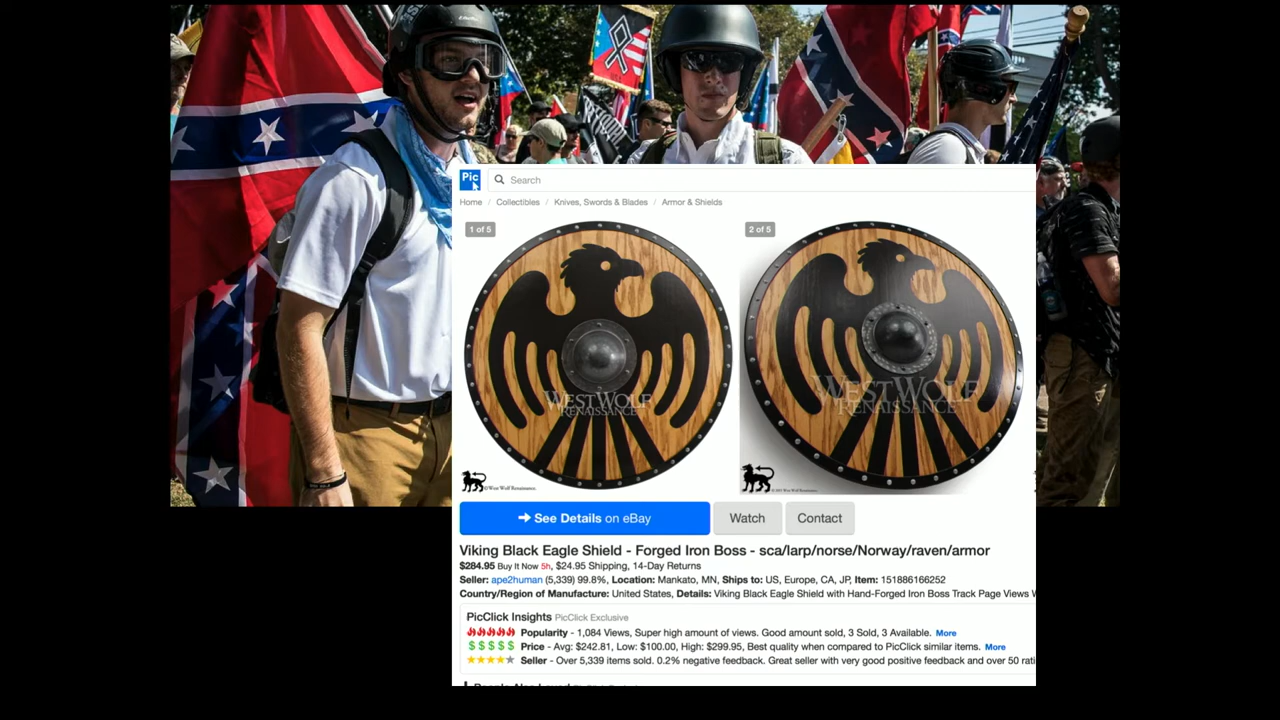 Pic
Search
Home / Collectibles / Knives, Swords & Blades / Armor & Shields
1 of 5
2 of 5
WESTWOLF
RENAISSANCE
WESTWOLF
RENAISSANCE
See Details on eBay
Watch
Contact
Viking Black Eagle Shield - Forged Iron Boss - sca/larp/norse/Norway/raven/armor
$284.95 Buy It Now 5h, $24.95 Shipping, 14-Day Returns
Seller: ape2human (5,339) 99.8%, Location: Mankato, MN, Ships to: US, Europe, CA, JP, Item: 151886166252
Country/Region of Manufacture: United States, Details: Viking Black Eagle Shield with Hand-Forged Iron Boss Track Page Views
PicClick Insights PicClick Exclusive
Popularity - 1,084 Views, Super high amount of views. Good amount sold, 3 Sold, 3 Available. More
$ $ $ $ $ Price - Avg: $242.81, Low: $100.00, High: $299.95, Best quality when compared to PicClick similar items. More
Seller - Over 5,339 items sold. 0.2% negative feedback. Great seller with very good positive feedback and over 50